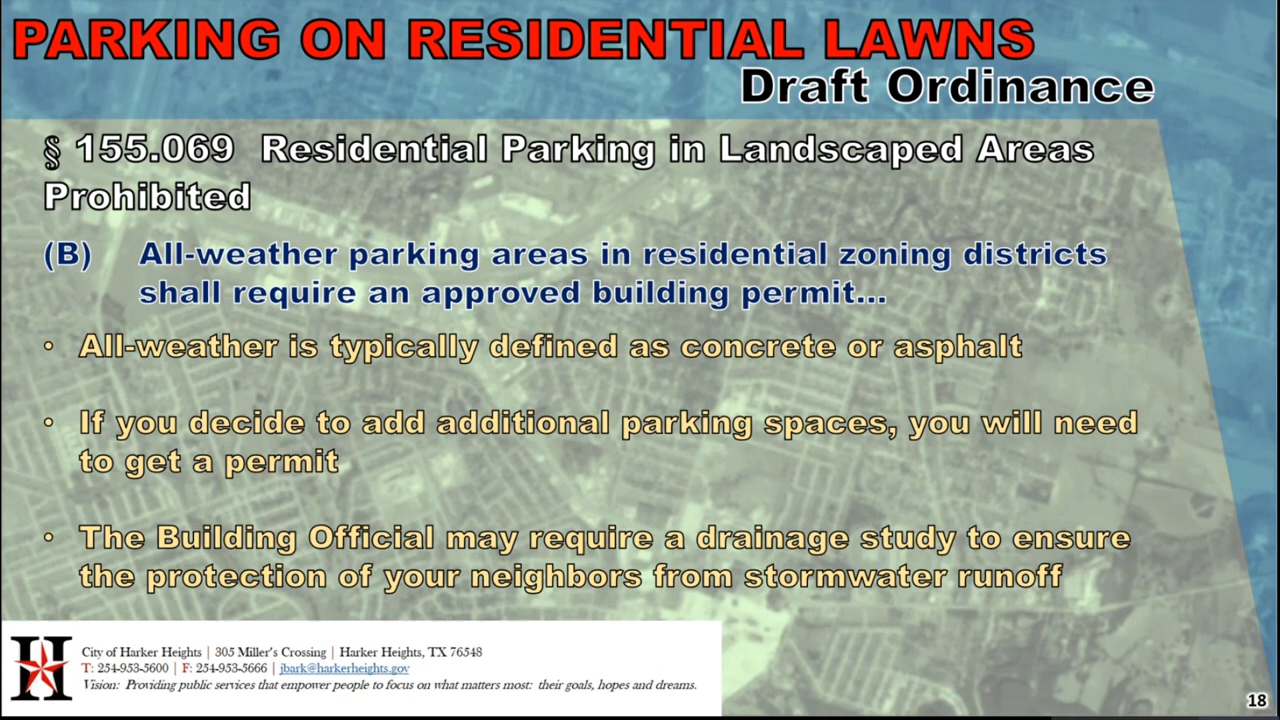 PARKING ON RESIDENTIAL LAWNS
Draft Ordinance
§ 155.069 Residential Parking in Landscaped Areas
Prohibited
(B) All-weather parking areas in residential zoning districts
shall require an approved building permit...
• All-weather is typically defined as concrete or asphalt
• If you decide to add additional parking spaces, you will need
to get a permit
• The Building Official may require a drainage study to ensure
the protection of your neighbors from stormwater runoff
H
City of Harker Heights | 305 Miller's Crossing | Harker Heights, TX 76548
T: 254-953-5600 | F: 254-953-5666 | jbark@harkerheights.gov
Vision: Providing public services that empower people to focus on what matters most: their goals, hopes and dreams.
18